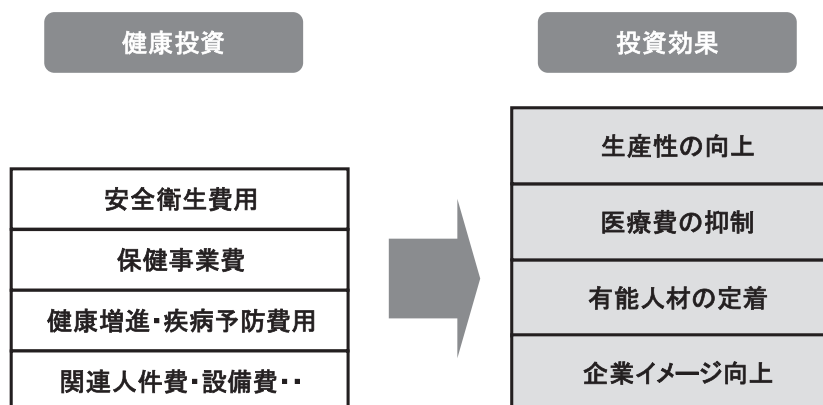 健康投資
投資効果
安全衛生費用
保健事業費
健康増進・疾病予防費用
関連人件費・設備費・・
生産性の向上
医療費の抑制
有能人材の定着
企業イメージ向上